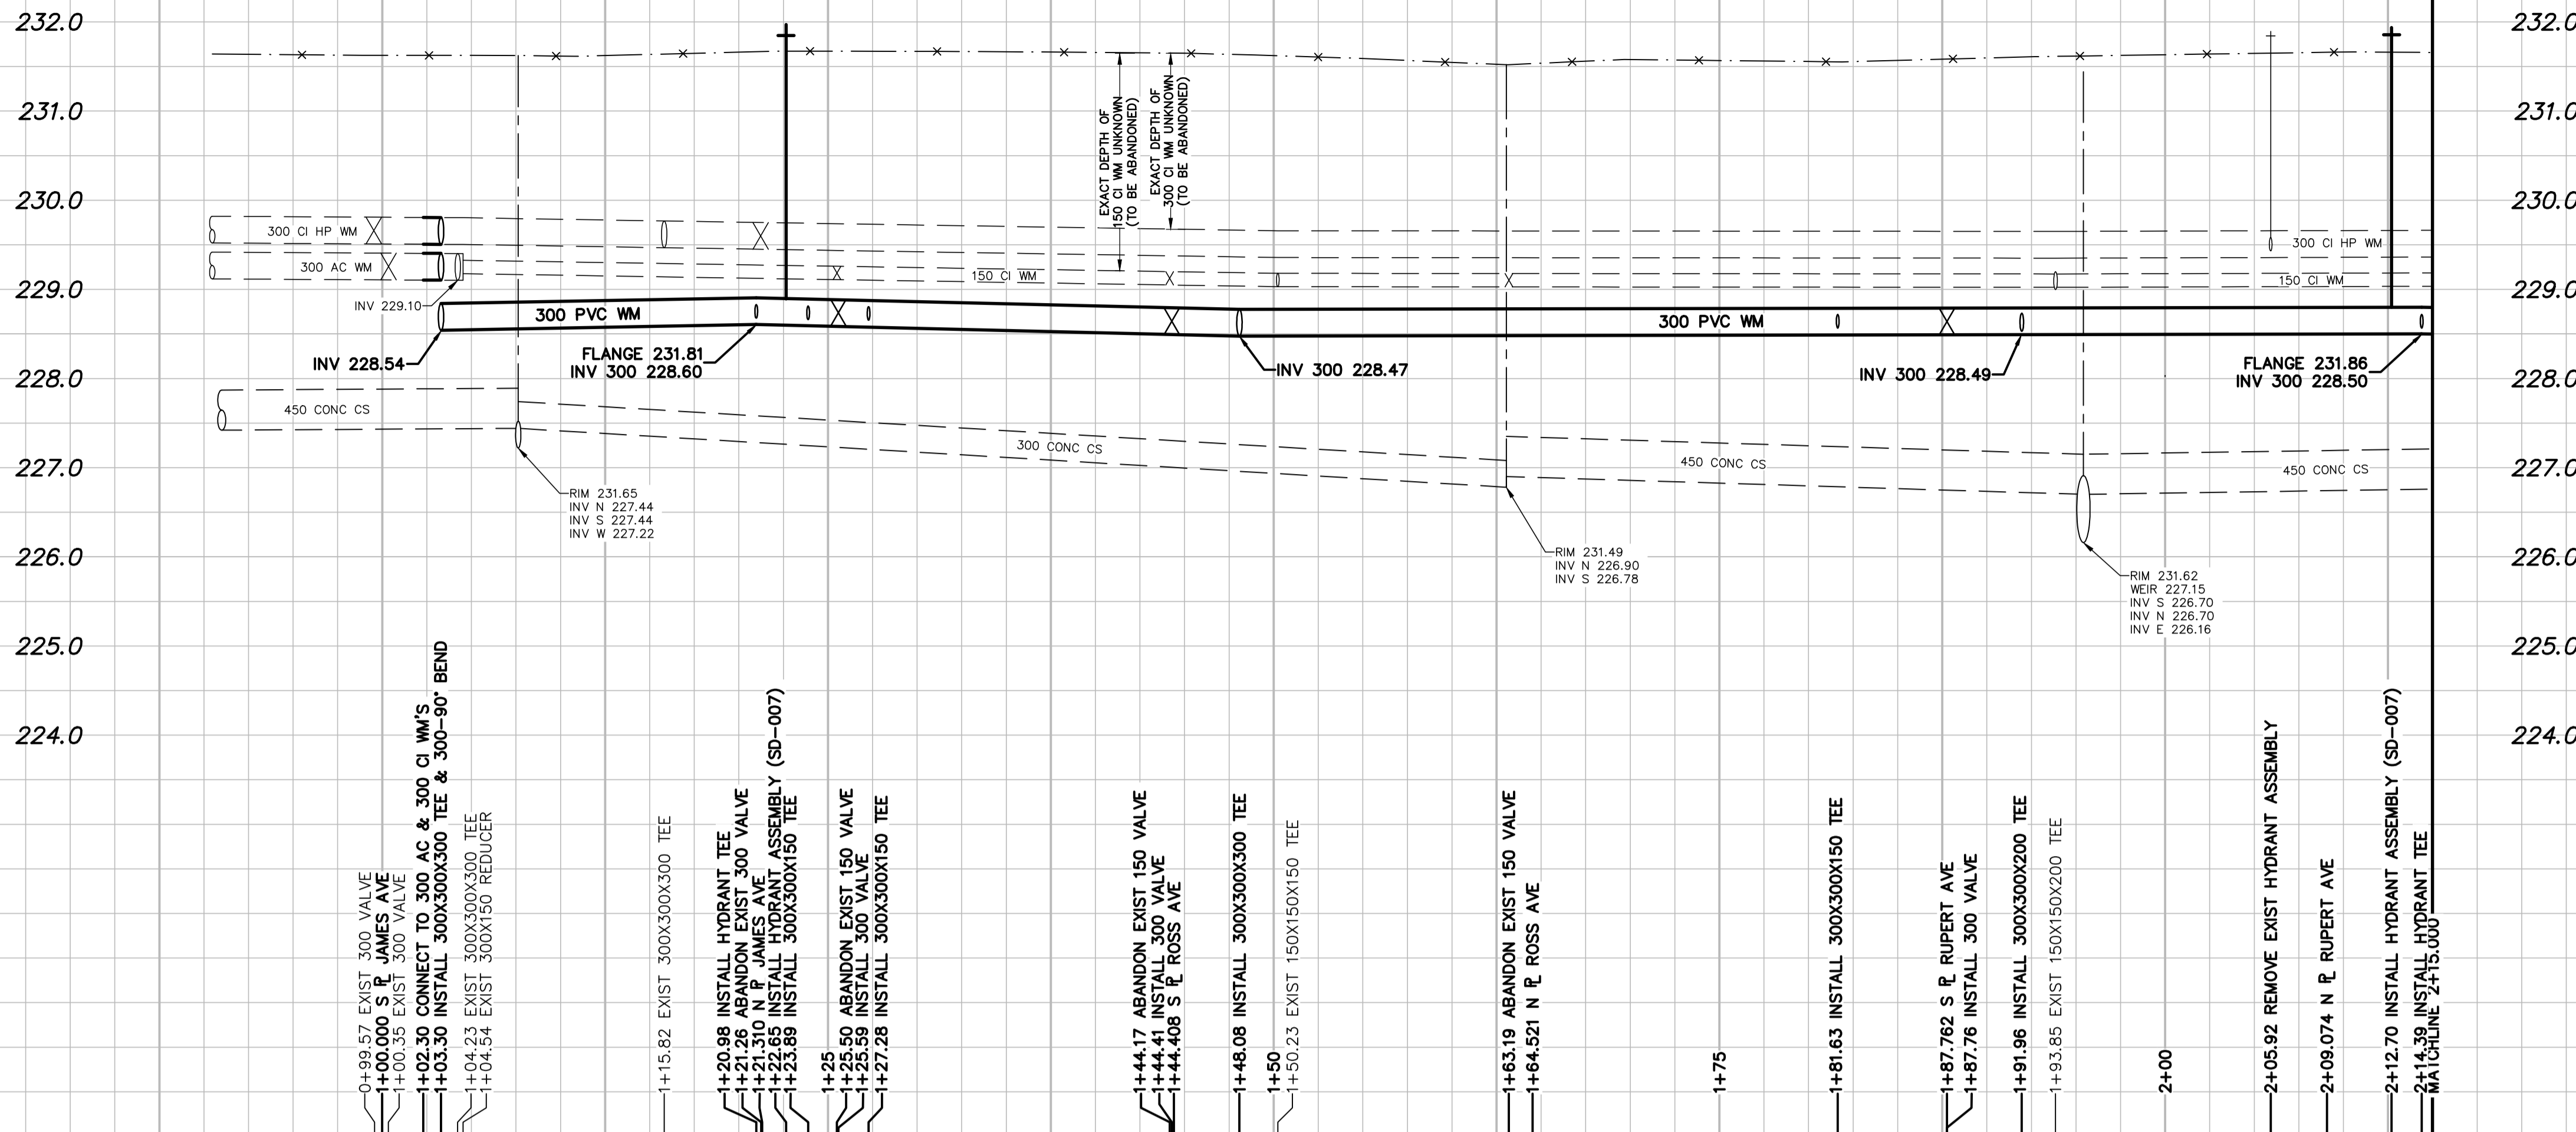 232.0
232.0
231.0
231.0
230.0
230.0
229.0
229.0
228.0
228.0
227.0
227.0
226.0
226.0
225.0
225.0
224.0
224.0
EXACT DEPTH OF
150 CI WM UNKNOWN
(TO BE ABANDONED)
EXACT DEPTH OF
300 CI WM UNKNOWN
(TO BE ABANDONED)
300 CI HP WM
300 CI HP WM
300 AC WM
150 CI WM
150 CI WM
INV 229.10
300 PVC WM
300 PVC WM
INV 228.54
FLANGE 231.81
INV 300 228.60
INV 300 228.47
INV 300 228.49
FLANGE 231.86
INV 300 228.50
450 CONC CS
300 CONC CS
450 CONC CS
450 CONC CS
RIM 231.65
INV N 227.44
INV S 227.44
INV W 227.22
RIM 231.49
INV N 226.90
INV S 226.78
RIM 231.62
WEIR 227.15
INV S 226.70
INV N 226.70
INV E 226.16
0+99.57 EXIST 300 VALVE
1+00.000 S PL JAMES AVE
1+00.35 EXIST 300 VALVE
1+02.30 CONNECT TO 300 AC & 300 CI WM'S
1+03.30 INSTALL 300X300X300 TEE & 300-90° BEND
1+04.23 EXIST 300X300X300 TEE
1+04.54 EXIST 300X150 REDUCER
1+15.82 EXIST 300X300X300 TEE
1+20.98 INSTALL HYDRANT TEE
1+21.26 ABANDON EXIST 300 VALVE
1+21.310 N PL JAMES AVE
1+22.65 INSTALL HYDRANT ASSEMBLY (SD-007)
1+23.89 INSTALL 300X300X150 TEE
1+25
1+25.50 ABANDON EXIST 150 VALVE
1+25.59 INSTALL 300 VALVE
1+27.28 INSTALL 300X300X150 TEE
1+44.17 ABANDON EXIST 150 VALVE
1+44.41 INSTALL 300 VALVE
1+44.408 S PL ROSS AVE
1+48.08 INSTALL 300X300X300 TEE
1+50
1+50.23 EXIST 150X150X150 TEE
1+63.19 ABANDON EXIST 150 VALVE
1+64.521 N PL ROSS AVE
1+75
1+81.63 INSTALL 300X300X150 TEE
1+87.762 S PL RUPERT AVE
1+87.76 INSTALL 300 VALVE
1+91.96 INSTALL 300X300X200 TEE
1+93.85 EXIST 150X150X200 TEE
2+00
2+05.92 REMOVE EXIST HYDRANT ASSEMBLY
2+09.074 N PL RUPERT AVE
2+12.70 INSTALL HYDRANT ASSEMBLY (SD-007)
2+14.39 INSTALL HYDRANT TEE
MATCHLINE 2+15.000